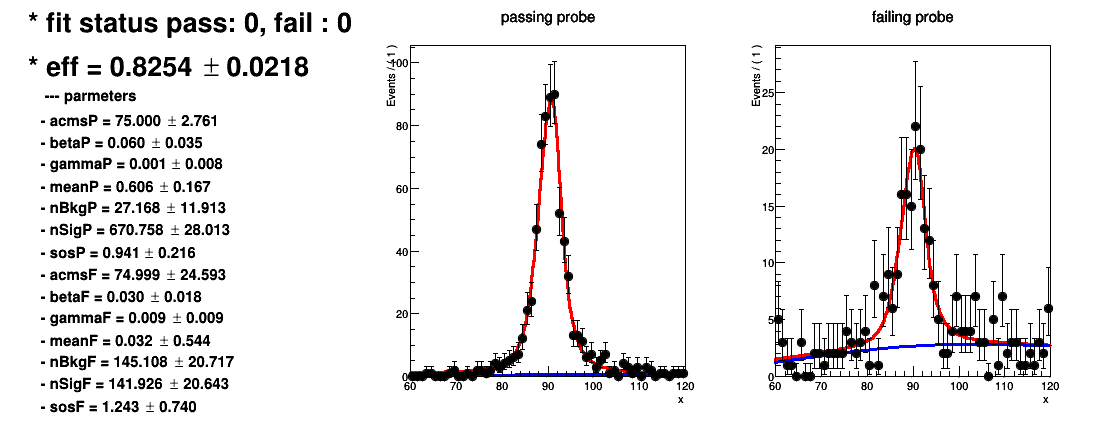 * fit status pass: 0, fail : 0
* eff = 0.8254 ± 0.0218
--- parmeters
- acmsP = 75.000 ± 2.761
- betaP = 0.060 ± 0.035
- gammaP = 0.001 ± 0.008
- meanP = 0.606 ± 0.167
- nBkgP = 27.168 ± 11.913
- nSigP = 670.758 ± 28.013
- sosP = 0.941 ± 0.216
- acmsF = 74.999 ± 24.593
- betaF = 0.030 ± 0.018
- gammaF = 0.009 ± 0.009
- meanF = 0.032 ± 0.544
- nBkgF = 145.108 ± 20.717
- nSigF = 141.926 ± 20.643
- sosF = 1.243 ± 0.740
passing probe
Events / ( 1 )
100
80
60
40
20
0
60 70 80 90 100 110 120
x
failing probe
Events / ( 1 )
25
20
15
10
5
0
60 70 80 90 100 110 120
x